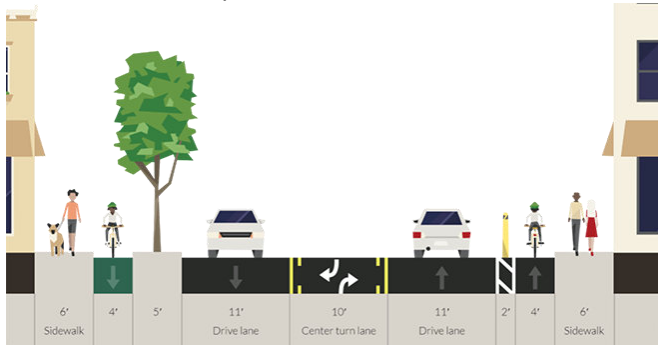 6' 4' 5' 11' 10' 11' 2' 4' 6'
Sidewalk Drive lane Center turn lane Drive lane Sidewalk